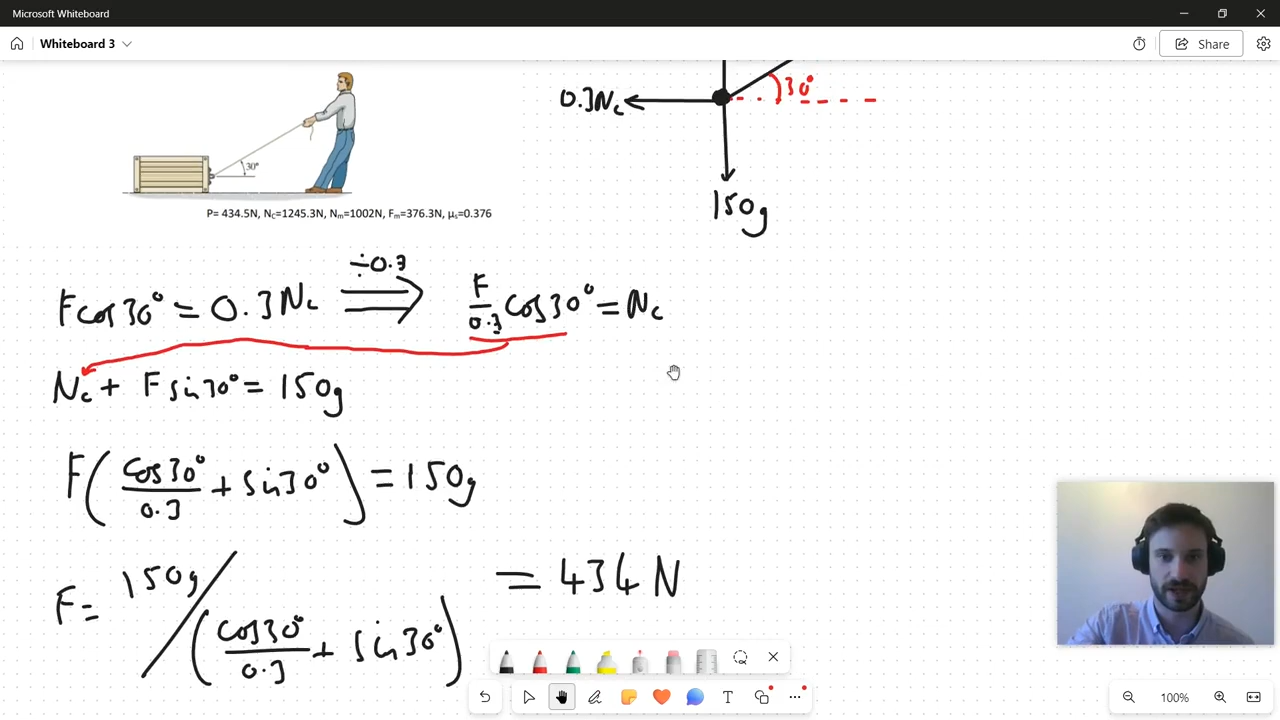 Microsoft Whiteboard
Whiteboard 3
Share
30°
P= 434.5N, Nc=1245.3N, Nm=1002N, Fm=376.3N, μs=0.376
0.3Nc
30°
150g
Fcos30° = 0.3Nc
÷0.3
F/0.3 cos30° = Nc
Nc + Fsin30° = 150g
F(cos30°/0.3 + sin30°) = 150g
F = 150g/(cos30°/0.3 + sin30°) = 434N
100%